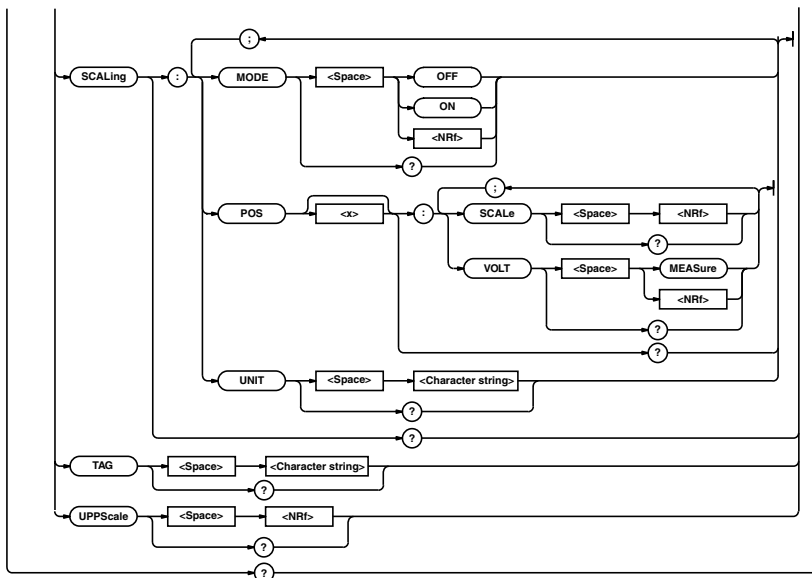 ;
SCALing : MODE <Space> OFF
ON
<NRf>
?
;
POS <x> : SCALe <Space> <NRf>
?
VOLT <Space> MEASure
<NRf>
?
?
UNIT <Space> <Character string>
?
?
TAG <Space> <Character string>
?
UPPScale <Space> <NRf>
?
?